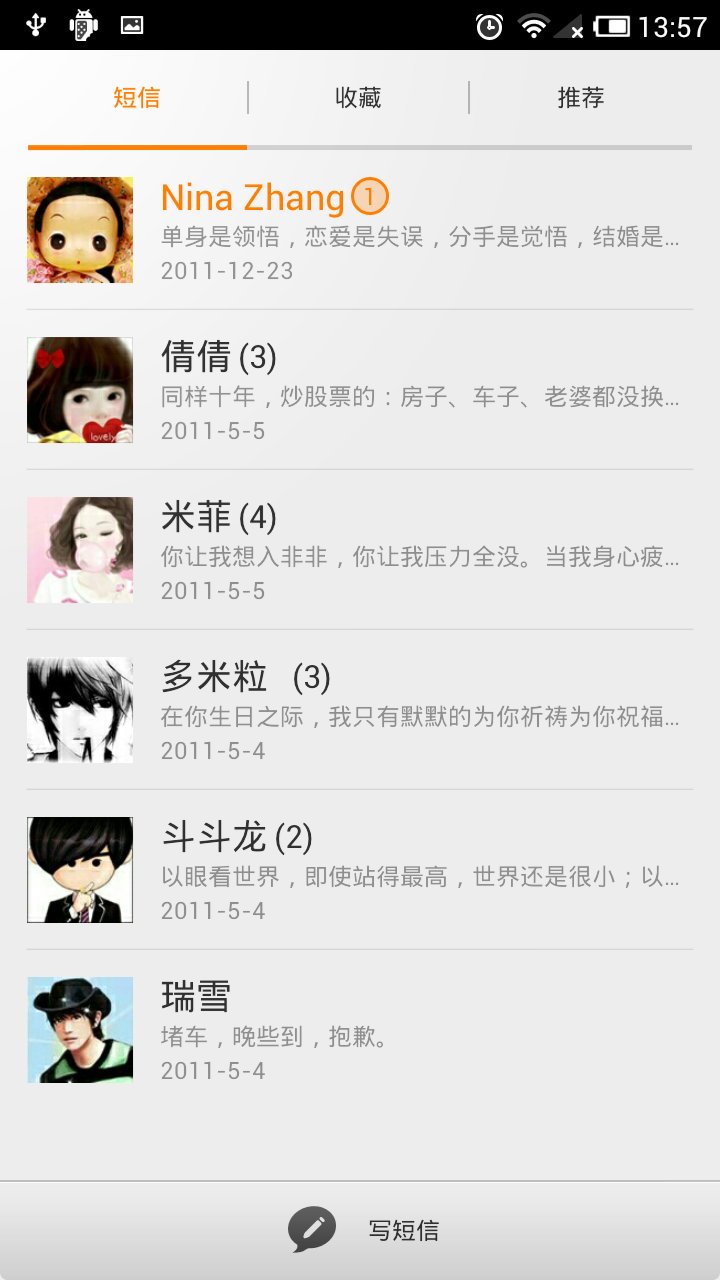 13:57
短信
收藏
推荐
Nina Zhang 1
单身是领悟，恋爱是失误，分手是觉悟，结婚是...
2011-12-23
倩倩 (3)
同样十年，炒股票的：房子、车子、老婆都没换...
2011-5-5
lovely
米菲 (4)
你让我想入非非，你让我压力全没。当我身心疲...
2011-5-5
多米粒 (3)
在你生日之际，我只有默默的为你祈祷为你祝福...
2011-5-4
斗斗龙 (2)
以眼看世界，即使站得最高，世界还是很小；以...
2011-5-4
瑞雪
堵车，晚些到，抱歉。
2011-5-4
写短信